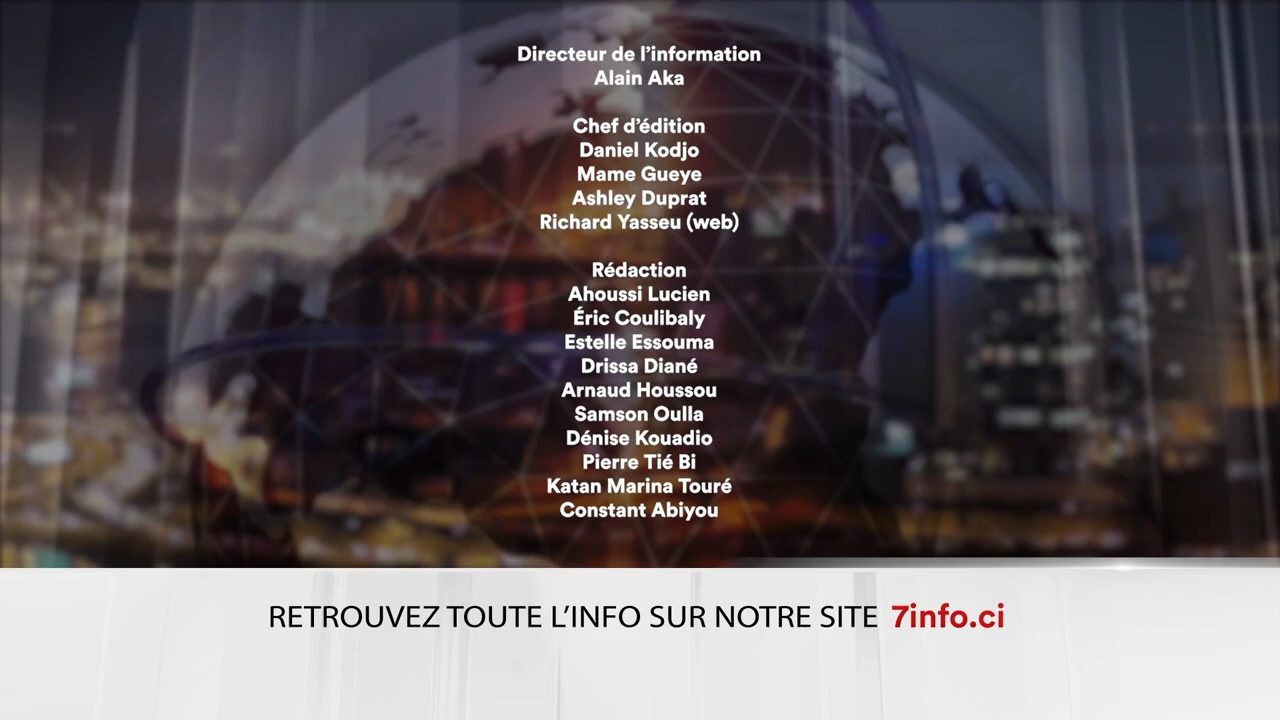 Directeur de l’information
Alain Aka
Chef d’édition
Daniel Kodjo
Mame Gueye
Ashley Duprat
Richard Yasseu (web)
Rédaction
Ahoussi Lucien
Éric Coulibaly
Estelle Essouma
Drissa Diané
Arnaud Houssou
Samson Oulla
Dénise Kouadio
Pierre Tié Bi
Katan Marina Touré
Constant Abiyou
RETROUVEZ TOUTE L’INFO SUR NOTRE SITE 7info.ci